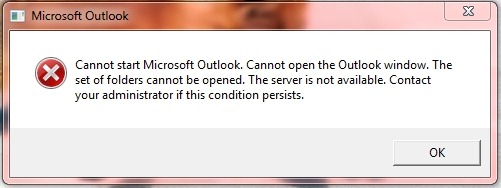 Microsoft Outlook
Cannot start Microsoft Outlook. Cannot open the Outlook window. The
set of folders cannot be opened. The server is not available. Contact
your administrator if this condition persists.
OK